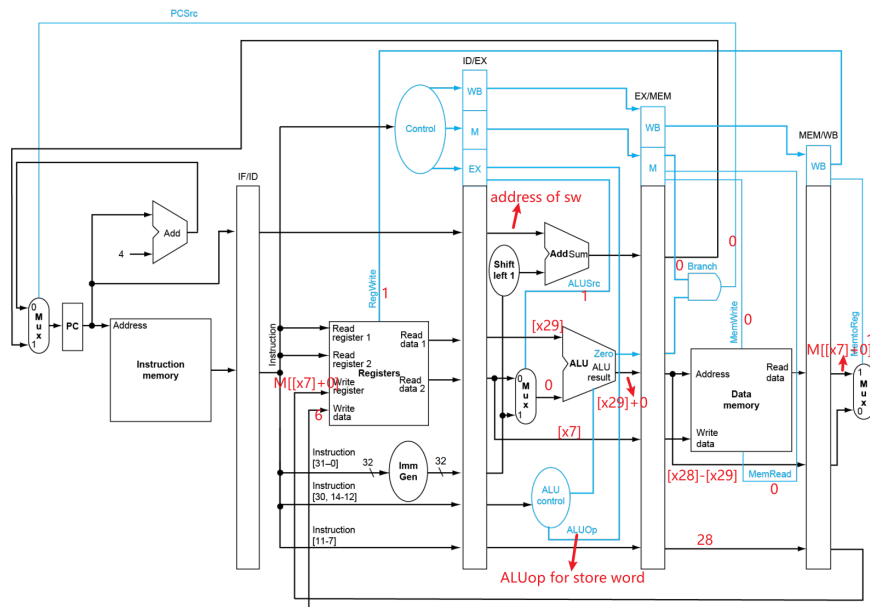 PCSrc
ID/EX
WB
EX/MEM
Control
M
WB
MEM/WB
EX
M
WB
IF/ID
address of sw
Add
4
Add Sum
0
0
Branch
Shift
left 1
RegWrite
1
ALUSrc
1
MemWrite
0
MemtoReg
M[[x7]+0]
0
M
u
x
1
PC
Address
Instruction
memory
Instruction
Read
register 1
Read
data 1
Read
register 2
Registers
Read
data 2
M[[x7]+0]
Write
register
6
Write
data
[x29]
ALU
Zero
ALU
result
0
M
u
x
1
0
[x29]+0
[x7]
Address
Read
data
Data
memory
Write
data
1
M
u
x
0
[x28]-[x29]
MemRead
0
Instruction
[31–0]
32
Imm
Gen
32
Instruction
[30, 14-12]
ALU
control
ALUOp
Instruction
[11-7]
28
ALUop for store word